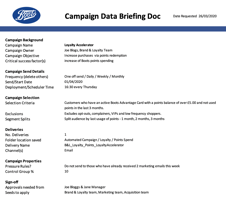 Boots
Campaign Data Briefing Doc
Date Requested 26/03/2020
Campaign Background
Campaign Name Loyalty Accelerator
Campaign Owner Joe Bloggs, Brand & Loyalty Team
Campaign Objective Increase purchases via points redemption
Critical success factor(s) Increase of Boots points spending
Campaign Send Details
Frequency (delete others) One off send / Daily / Weekly / Monthly
Send/Start Date 01/08/2020
Deployment/Schedule Time 10:30 every Thursday
Campaign Selection
Selection Criteria Customers who have an active Boots Advantage Card with a points balance of over £5.00 and not used
points in the last 3 months.
Exclusions Excludes opt outs, complainers, VIPs and low frequency shoppers.
Segment Splits Split audience by last usage of points - 1 month, 2 months, 3 months
Deliveries
No. Deliveries 1
Folder location saved Automated Campaign / Loyalty / Points Spend
Delivery Name Bau_Loyalty_Points_LoyaltyAccelerator
Channel(s) Email
Campaign Properties
Pressure Rules? Do not send to those who have already received 2 marketing emails this week
Control Group % 10
Sign-off
Approvals needed from Joe Bloggs & Jane Manager
Seeds to apply Brand & Loyalty team, Marketing team, Acquisition team